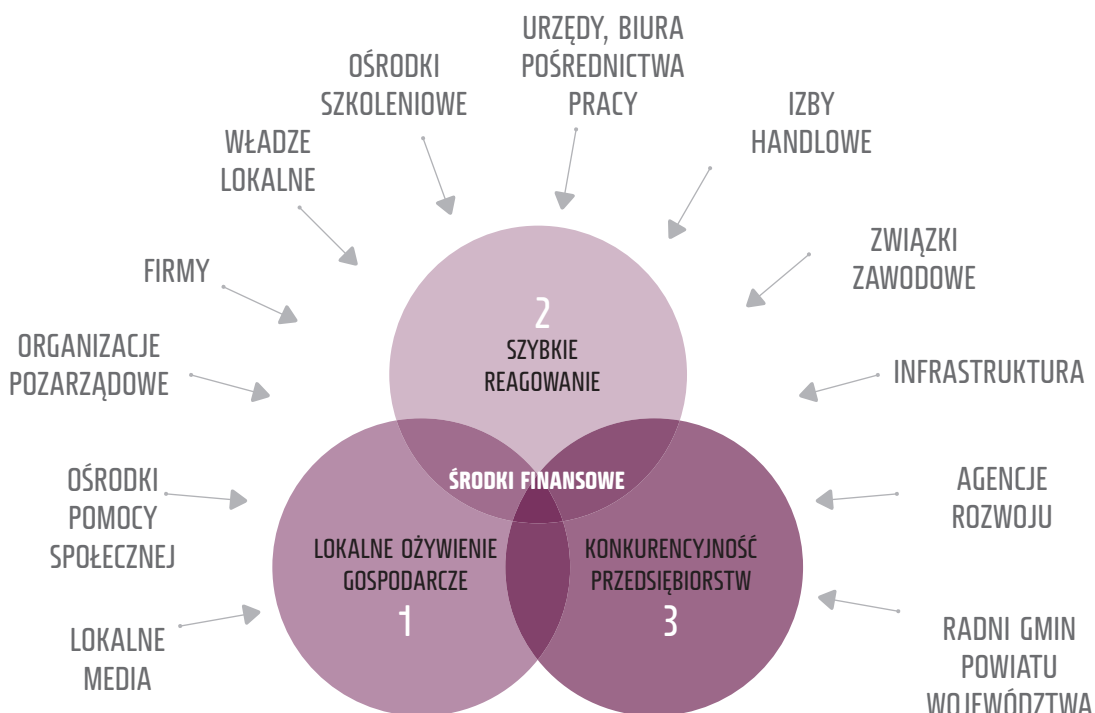 URZĘDY, BIURA
POŚREDNICTWA
PRACY
OŚRODKI
SZKOLENIOWE
IZBY
HANDLOWE
WŁADZE
LOKALNE
ZWIĄZKI
ZAWODOWE
FIRMY
ORGANIZACJE
POZARZĄDOWE
INFRASTRUKTURA
2
SZYBKIE
REAGOWANIE
ŚRODKI FINANSOWE
OŚRODKI
POMOCY
SPOŁECZNEJ
AGENCJE
ROZWOJU
LOKALNE OŻYWIENIE
GOSPODARCZE
1
KONKURENCYJNOŚĆ
PRZEDSIĘBIORSTW
3
LOKALNE
MEDIA
RADNI GMIN
POWIATU
WOJEWÓDZTWA